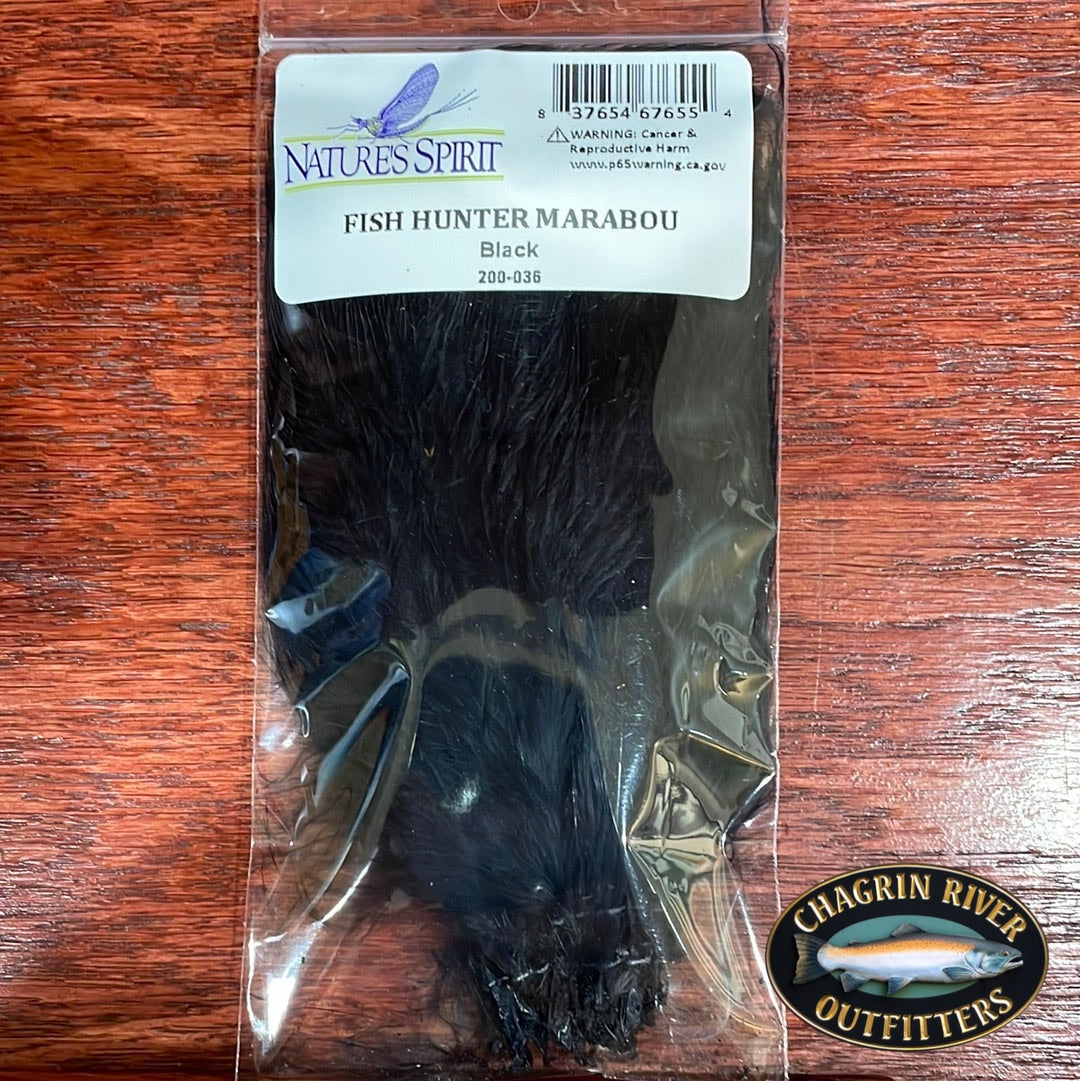 NATURE'S SPIRIT
8 37654 67655 4
⚠WARNING: Cancer &
Reproductive Harm
www.p65warning.ca.gov
FISH HUNTER MARABOU
Black
200-036
CHAGRIN RIVER
OUTFITTERS